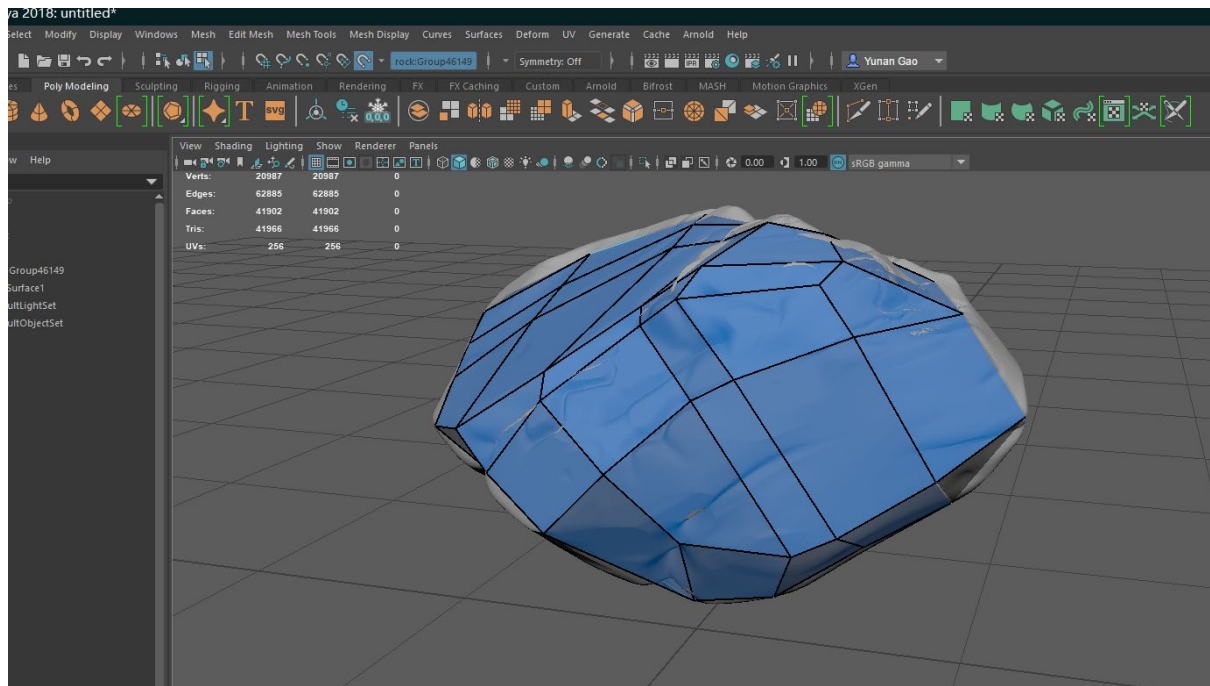 ya 2018: untitled*
Select Modify Display Windows Mesh Edit Mesh Mesh Tools Mesh Display Curves Surfaces Deform UV Generate Cache Arnold Help
rock:Group46149 Symmetry: Off Yunan Gao
es Poly Modeling Sculpting Rigging Animation Rendering FX FX Caching Custom Arnold Bifrost MASH Motion Graphics XGen
T svg 0,0,0
View Shading Lighting Show Renderer Panels
w Help
0.00 1.00 sRGB gamma
Verts: 20987 20987 0
Edges: 62885 62885 0
Faces: 41902 41902 0
Tris: 41966 41966 0
UVs: 256 256 0
Group46149
Surface1
ultLightSet
ultObjectSet